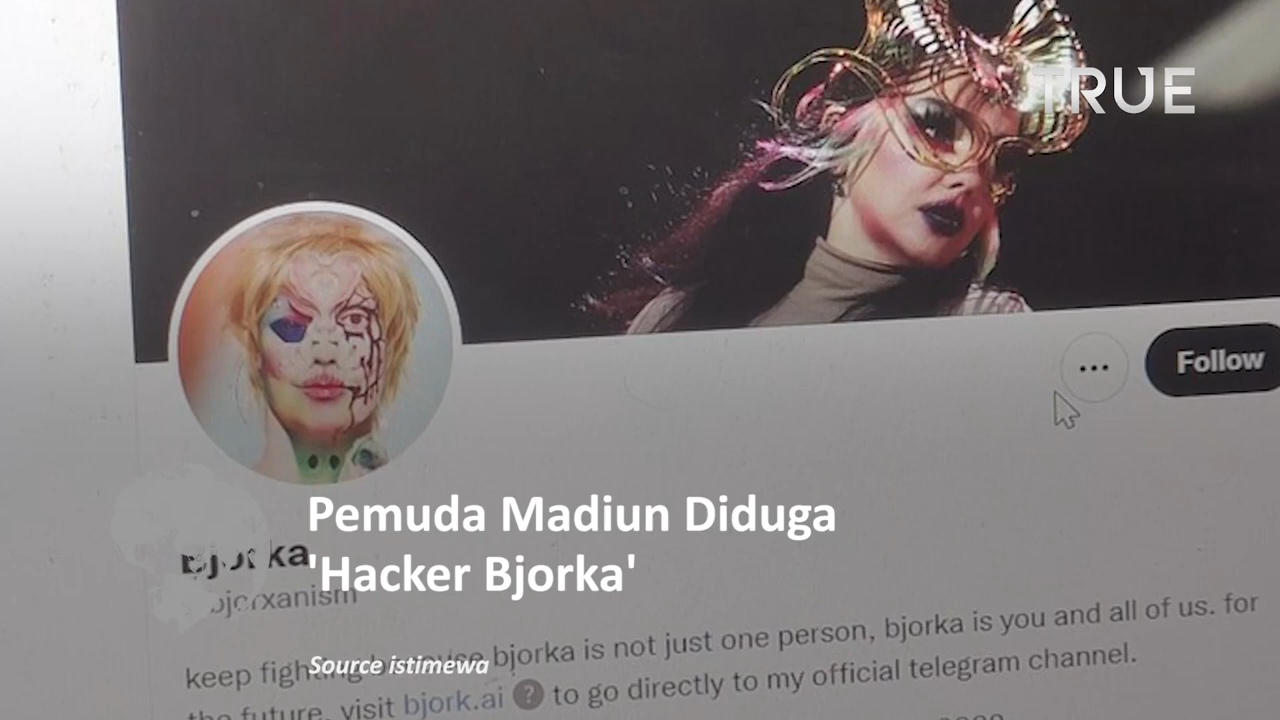 TRUE
Follow
Pemuda Madiun Diduga
'Hacker Bjorka'
bjorka
bjorxanism
keep fighting because bjorka is not just one person, bjorka is you and all of us. for
Source istimewa
the future, visit bjork.ai ? to go directly to my official telegram channel.